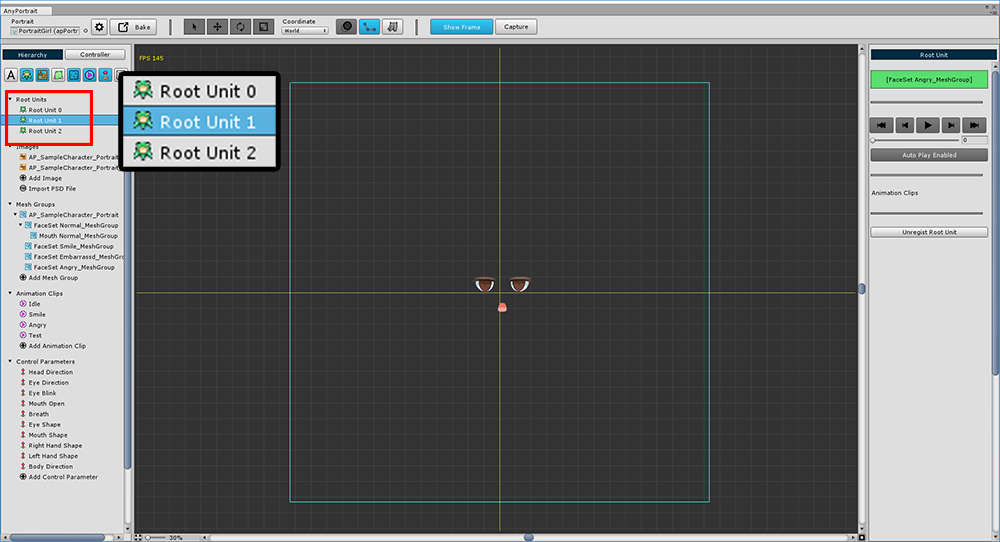 AnyPortrait
Portrait
PortraitGirl (apPortr
Bake
Coordinate
World
Show Frame
Capture
Hierarchy
Controller
A
Root Units
Root Unit 0
Root Unit 1
Root Unit 2
Images
AP_SampleCharacter_Portrait
AP_SampleCharacter_Portrait
Add Image
Import PSD File
Mesh Groups
AP_SampleCharacter_Portrait
FaceSet Normal_MeshGroup
Mouth Normal_MeshGroup
FaceSet Smile_MeshGroup
FaceSet Embarrassd_MeshGro
FaceSet Angry_MeshGroup
Add Mesh Group
Animation Clips
Idle
Smile
Angry
Test
Add Animation Clip
Control Parameters
Head Direction
Eye Direction
Eye Blink
Mouth Open
Breath
Eye Shape
Mouth Shape
Right Hand Shape
Left Hand Shape
Body Direction
Add Control Parameter
FPS 145
Root Unit 0
Root Unit 1
Root Unit 2
30%
Root Unit
[FaceSet Angry_MeshGroup]
0
Auto Play Enabled
Animation Clips
Unregist Root Unit